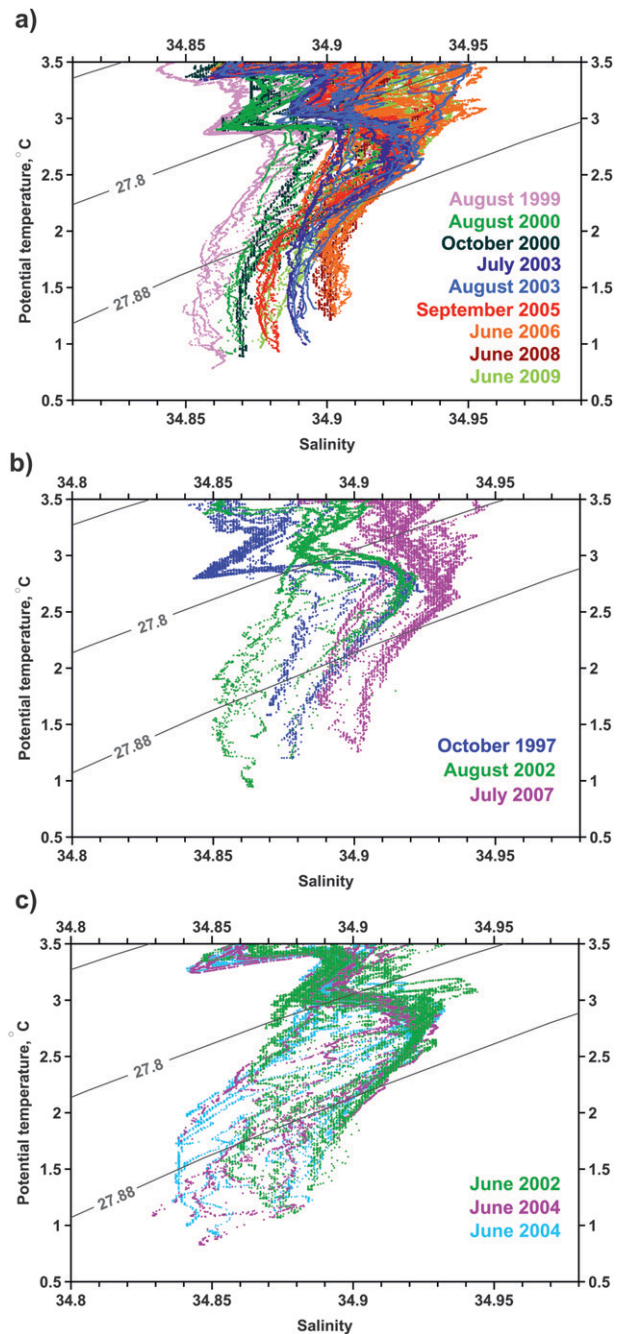 a)
34.85 34.9 34.95
3.5 3.5
3 3
2.5 2.5
2 2
1.5 1.5
1 1
0.5 0.5
Potential temperature, °C
27.8
27.88
August 1999
August 2000
October 2000
July 2003
August 2003
September 2005
June 2006
June 2008
June 2009
34.85 34.9 34.95
Salinity
b)
34.8 34.85 34.9 34.95
3.5 3.5
3 3
2.5 2.5
2 2
1.5 1.5
1 1
0.5 0.5
Potential temperature, °C
27.8
27.88
October 1997
August 2002
July 2007
34.8 34.85 34.9 34.95
Salinity
c)
34.8 34.85 34.9 34.95
3.5 3.5
3 3
2.5 2.5
2 2
1.5 1.5
1 1
0.5 0.5
Potential temperature, °C
27.8
27.88
June 2002
June 2004
June 2004
34.8 34.85 34.9 34.95
Salinity